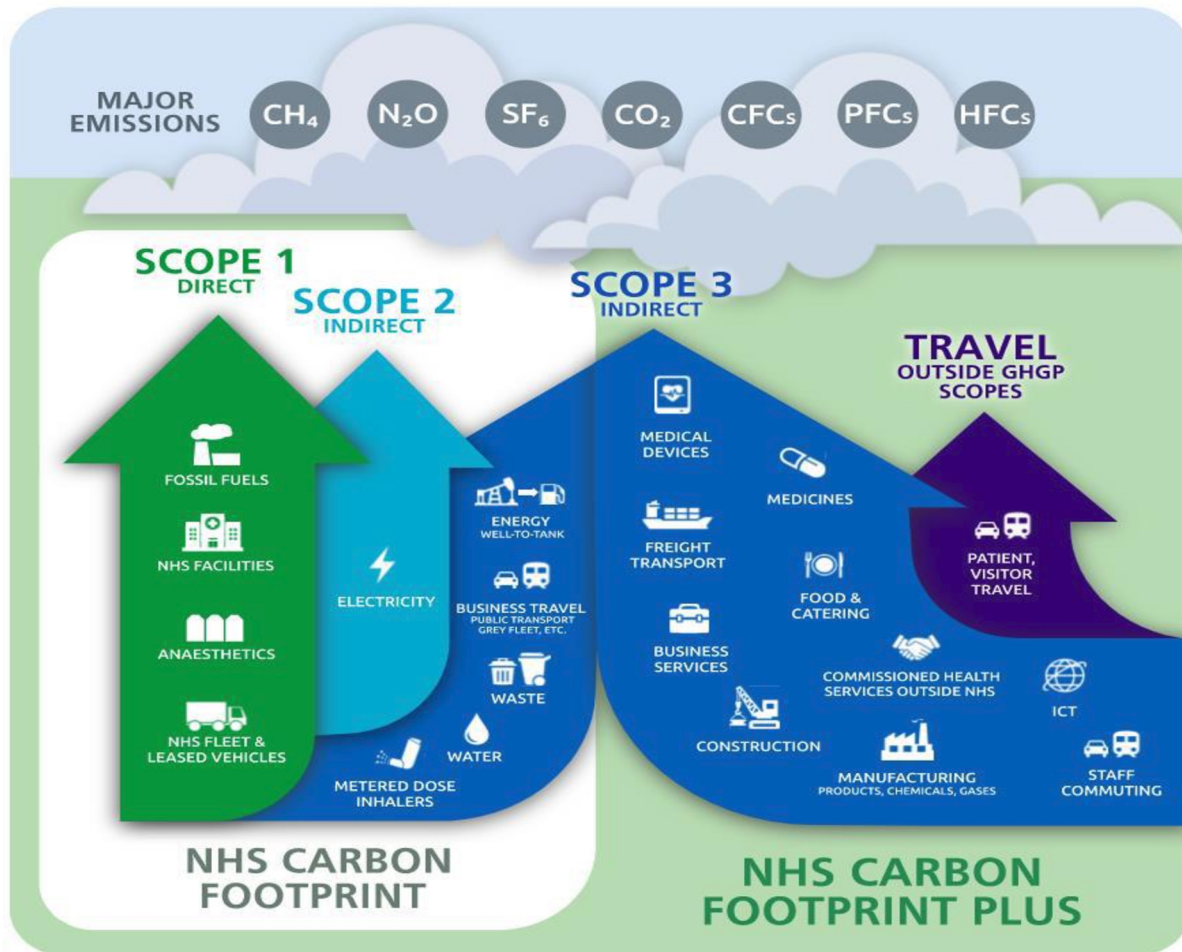 MAJOR
EMISSIONS
CH₄
N₂O
SF₆
CO₂
CFCs
PFCs
HFCs
SCOPE 1
DIRECT
FOSSIL FUELS
NHS FACILITIES
ANAESTHETICS
NHS FLEET &
LEASED VEHICLES
SCOPE 2
INDIRECT
ELECTRICITY
SCOPE 3
INDIRECT
ENERGY
WELL-TO-TANK
BUSINESS TRAVEL
PUBLIC TRANSPORT
GREY FLEET, ETC.
WASTE
WATER
METERED DOSE
INHALERS
MEDICAL
DEVICES
MEDICINES
FREIGHT
TRANSPORT
FOOD &
CATERING
BUSINESS
SERVICES
COMMISSIONED HEALTH
SERVICES OUTSIDE NHS
CONSTRUCTION
MANUFACTURING
PRODUCTS, CHEMICALS, GASES
ICT
STAFF
COMMUTING
TRAVEL
OUTSIDE GHGP
SCOPES
PATIENT,
VISITOR
TRAVEL
NHS CARBON
FOOTPRINT
NHS CARBON
FOOTPRINT PLUS